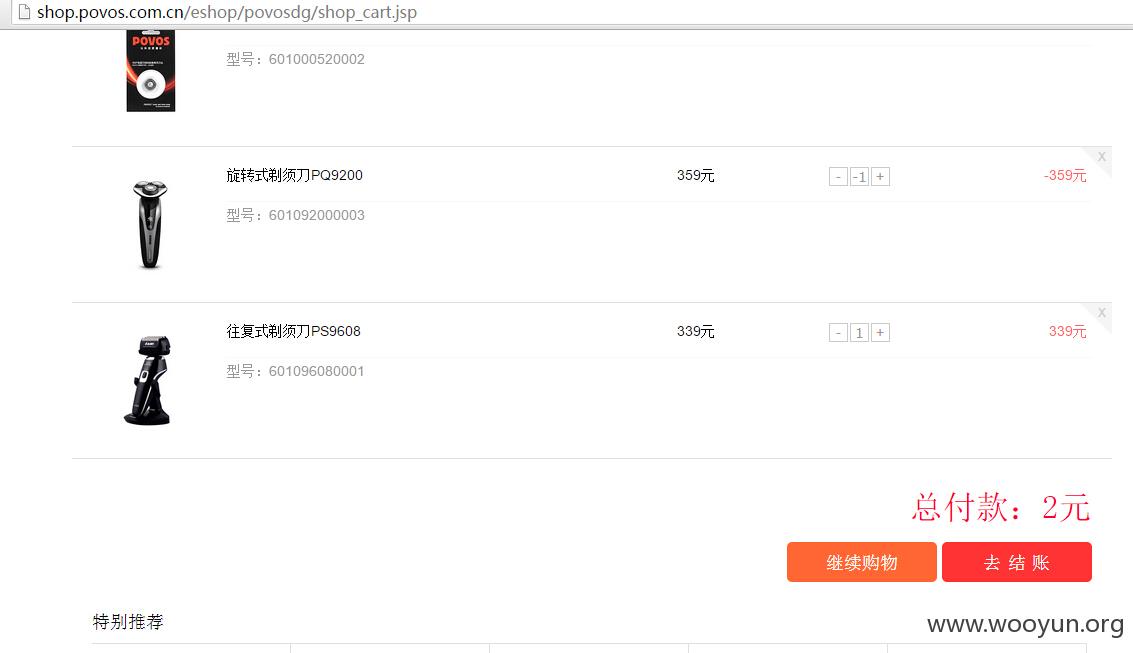 shop.povos.com.cn/eshop/povosdg/shop_cart.jsp
POVOS
型号：601000520002
X
旋转式剃须刀PQ9200 359元 - -1 + -359元
型号：601092000003
X
往复式剃须刀PS9608 339元 - 1 + 339元
型号：601096080001
总付款：2元
继续购物 去 结 账
特别推荐
www.wooyun.org